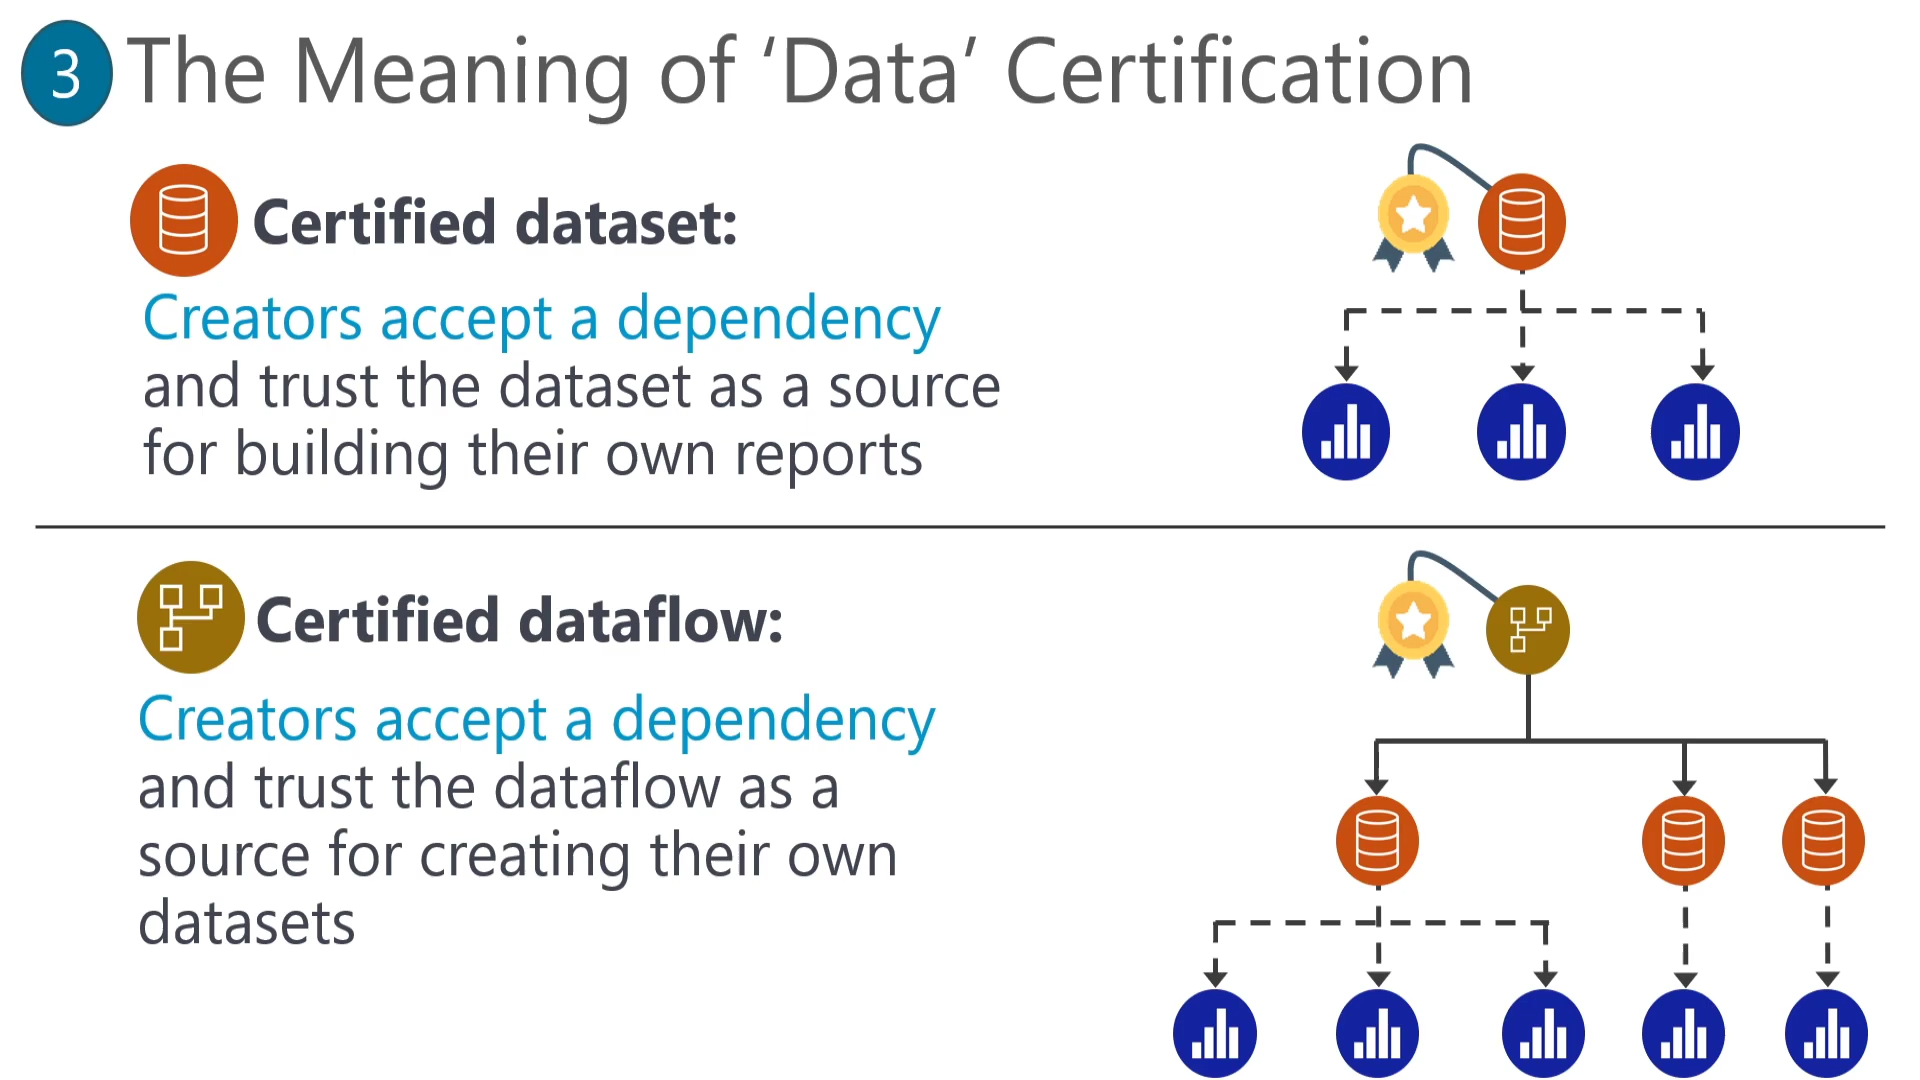 3 The Meaning of ‘Data’ Certification
Certified dataset:
Creators accept a dependency
and trust the dataset as a source
for building their own reports
Certified dataflow:
Creators accept a dependency
and trust the dataflow as a
source for creating their own
datasets